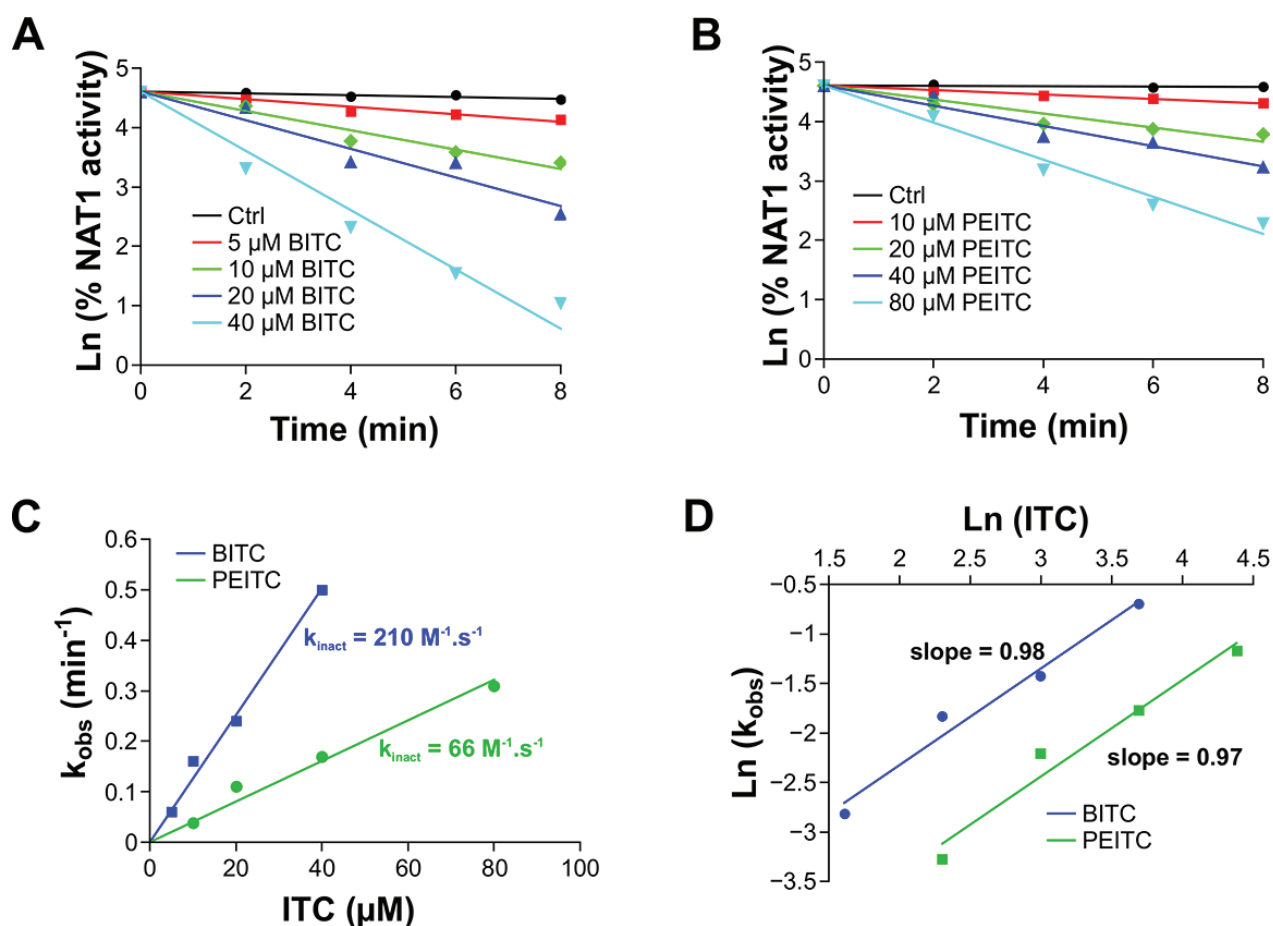 A
Ln (% NAT1 activity)
5
4
3
2
1
0
0 2 4 6 8
Time (min)
Ctrl
5 µM BITC
10 µM BITC
20 µM BITC
40 µM BITC
B
Ln (% NAT1 activity)
5
4
3
2
1
0
0 2 4 6 8
Time (min)
Ctrl
10 µM PEITC
20 µM PEITC
40 µM PEITC
80 µM PEITC
C
k_obs (min⁻¹)
0.6
0.5
0.4
0.3
0.2
0.1
0
0 20 40 60 80 100
ITC (µM)
BITC
PEITC
k_inact = 210 M⁻¹.s⁻¹
k_inact = 66 M⁻¹.s⁻¹
D
Ln (ITC)
1.5 2 2.5 3 3.5 4 4.5
Ln (k_obs)
−0.5
−1
−1.5
−2
−2.5
−3
−3.5
slope = 0.98
slope = 0.97
BITC
PEITC